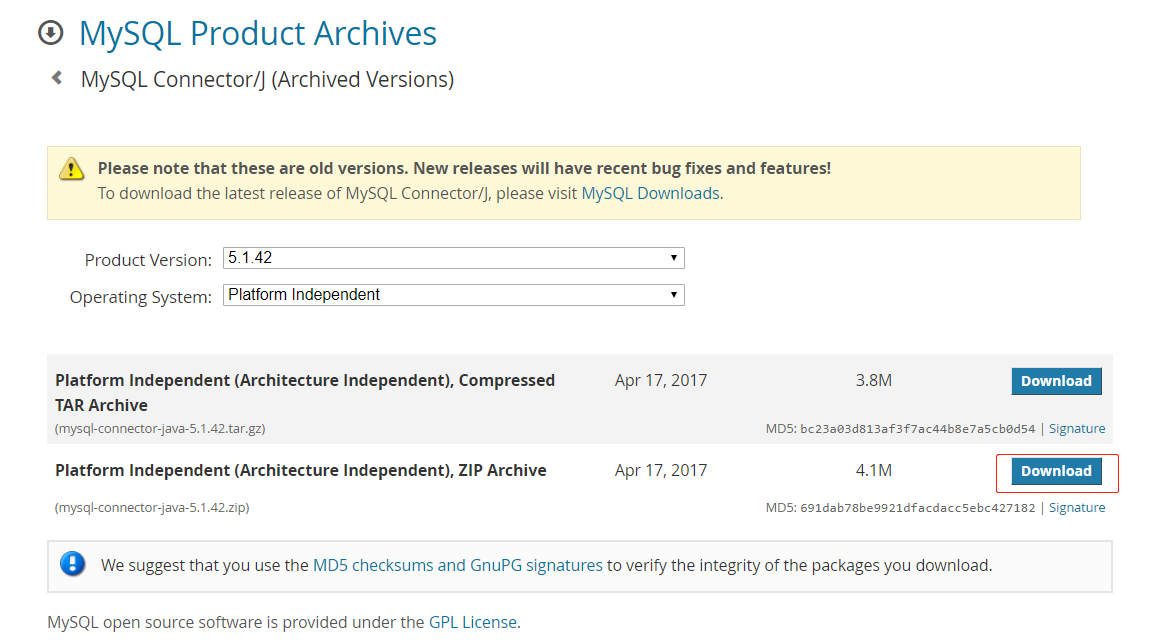 MySQL Product Archives
MySQL Connector/J (Archived Versions)
Please note that these are old versions. New releases will have recent bug fixes and features!
To download the latest release of MySQL Connector/J, please visit MySQL Downloads.
Product Version: 5.1.42
Operating System: Platform Independent
Platform Independent (Architecture Independent), Compressed Apr 17, 2017 3.8M Download
TAR Archive
(mysql-connector-java-5.1.42.tar.gz) MD5: bc23a03d813af3f7ac44b8e7a5cb0d54 | Signature
Platform Independent (Architecture Independent), ZIP Archive Apr 17, 2017 4.1M Download
(mysql-connector-java-5.1.42.zip) MD5: 691dab78be9921dfacdacc5ebc427182 | Signature
We suggest that you use the MD5 checksums and GnuPG signatures to verify the integrity of the packages you download.
MySQL open source software is provided under the GPL License.